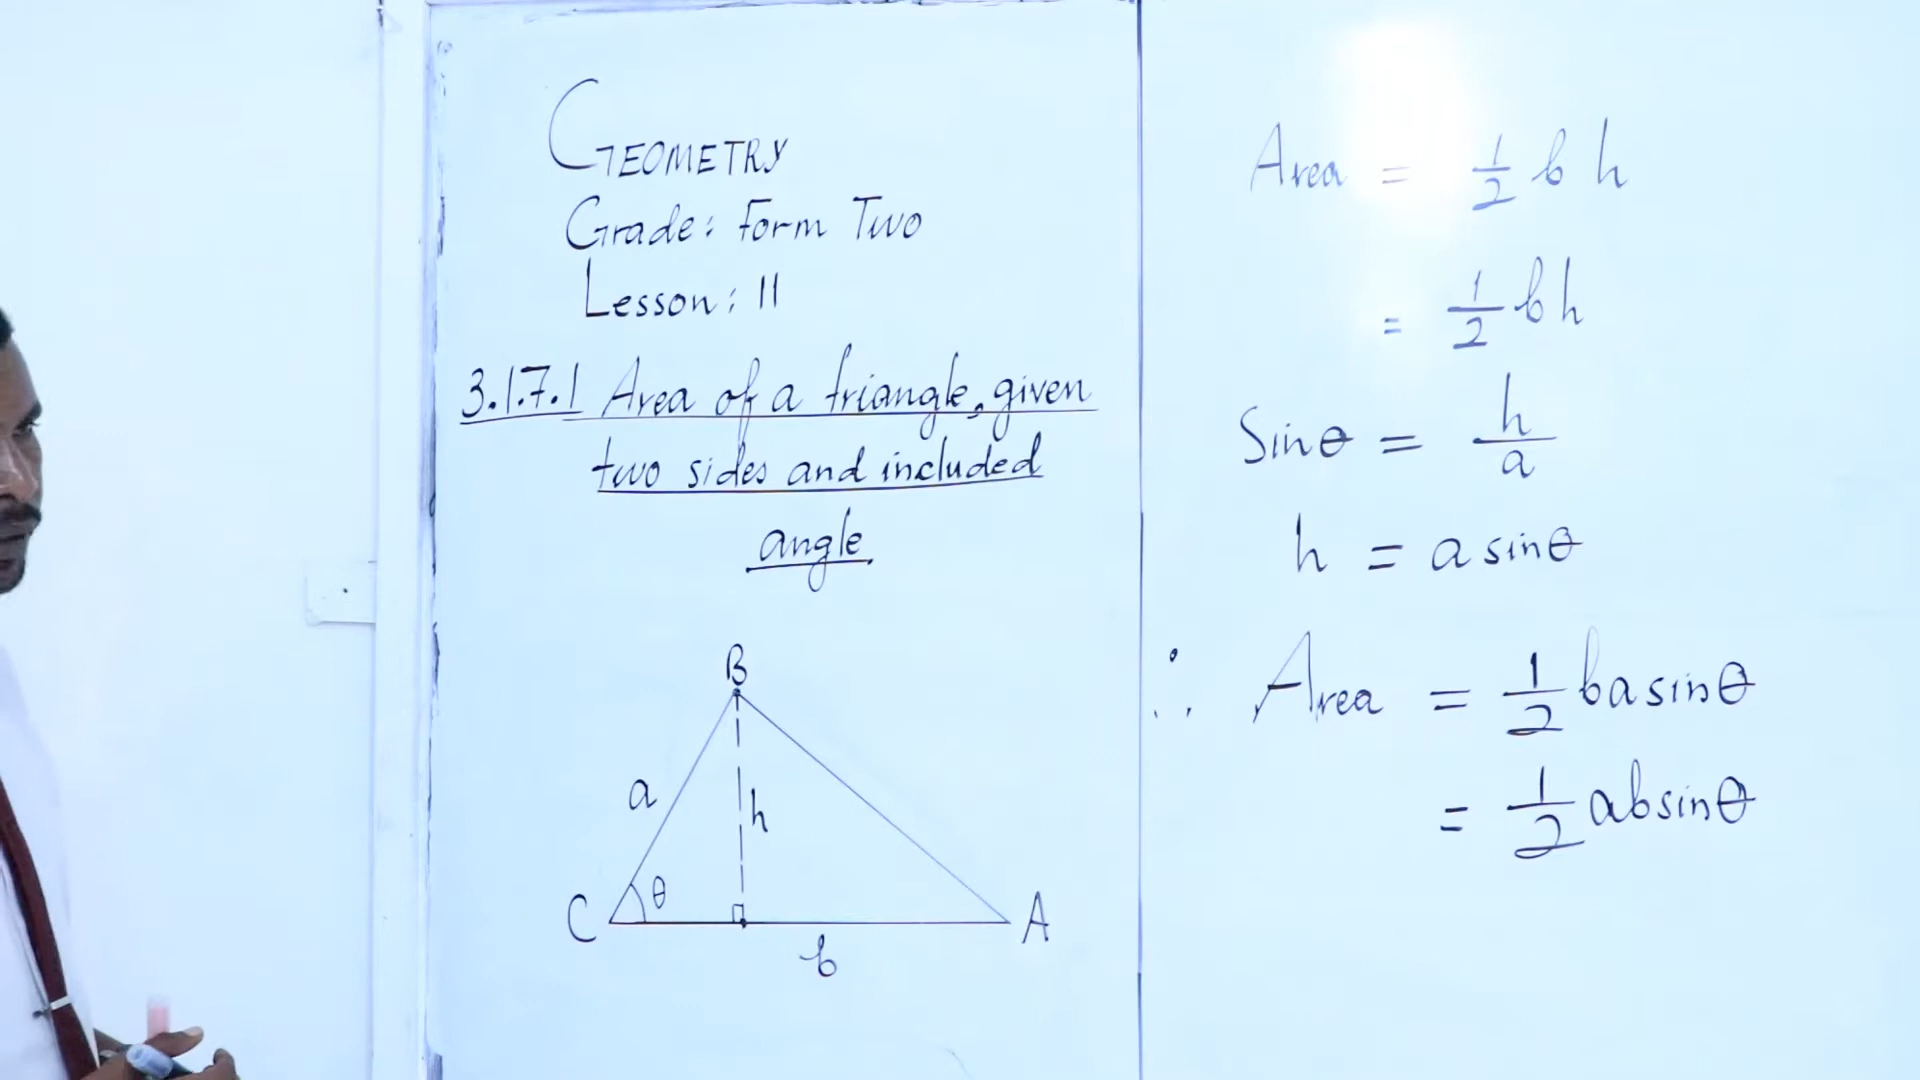 GEOMETRY
Grade: Form Two
Lesson: 11
3.1.7.1 Area of a triangle, given
two sides and included
angle
B
a
h
C
θ
A
b
Area = 1/2 b h
= 1/2 b h
Sinθ = h/a
h = a sinθ
∴ Area = 1/2 ba sinθ
= 1/2 ab sinθ